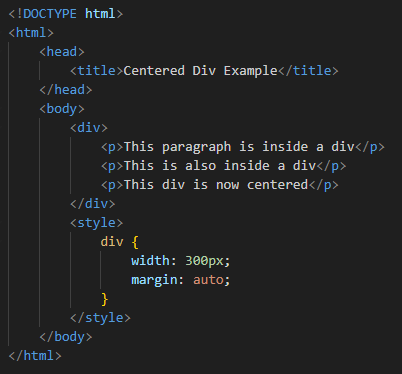 <!DOCTYPE html>
<html>
    <head>
        <title>Centered Div Example</title>
    </head>
    <body>
        <div>
            <p>This paragraph is inside a div</p>
            <p>This is also inside a div</p>
            <p>This div is now centered</p>
        </div>
        <style>
            div {
                width: 300px;
                margin: auto;
            }
        </style>
    </body>
</html>